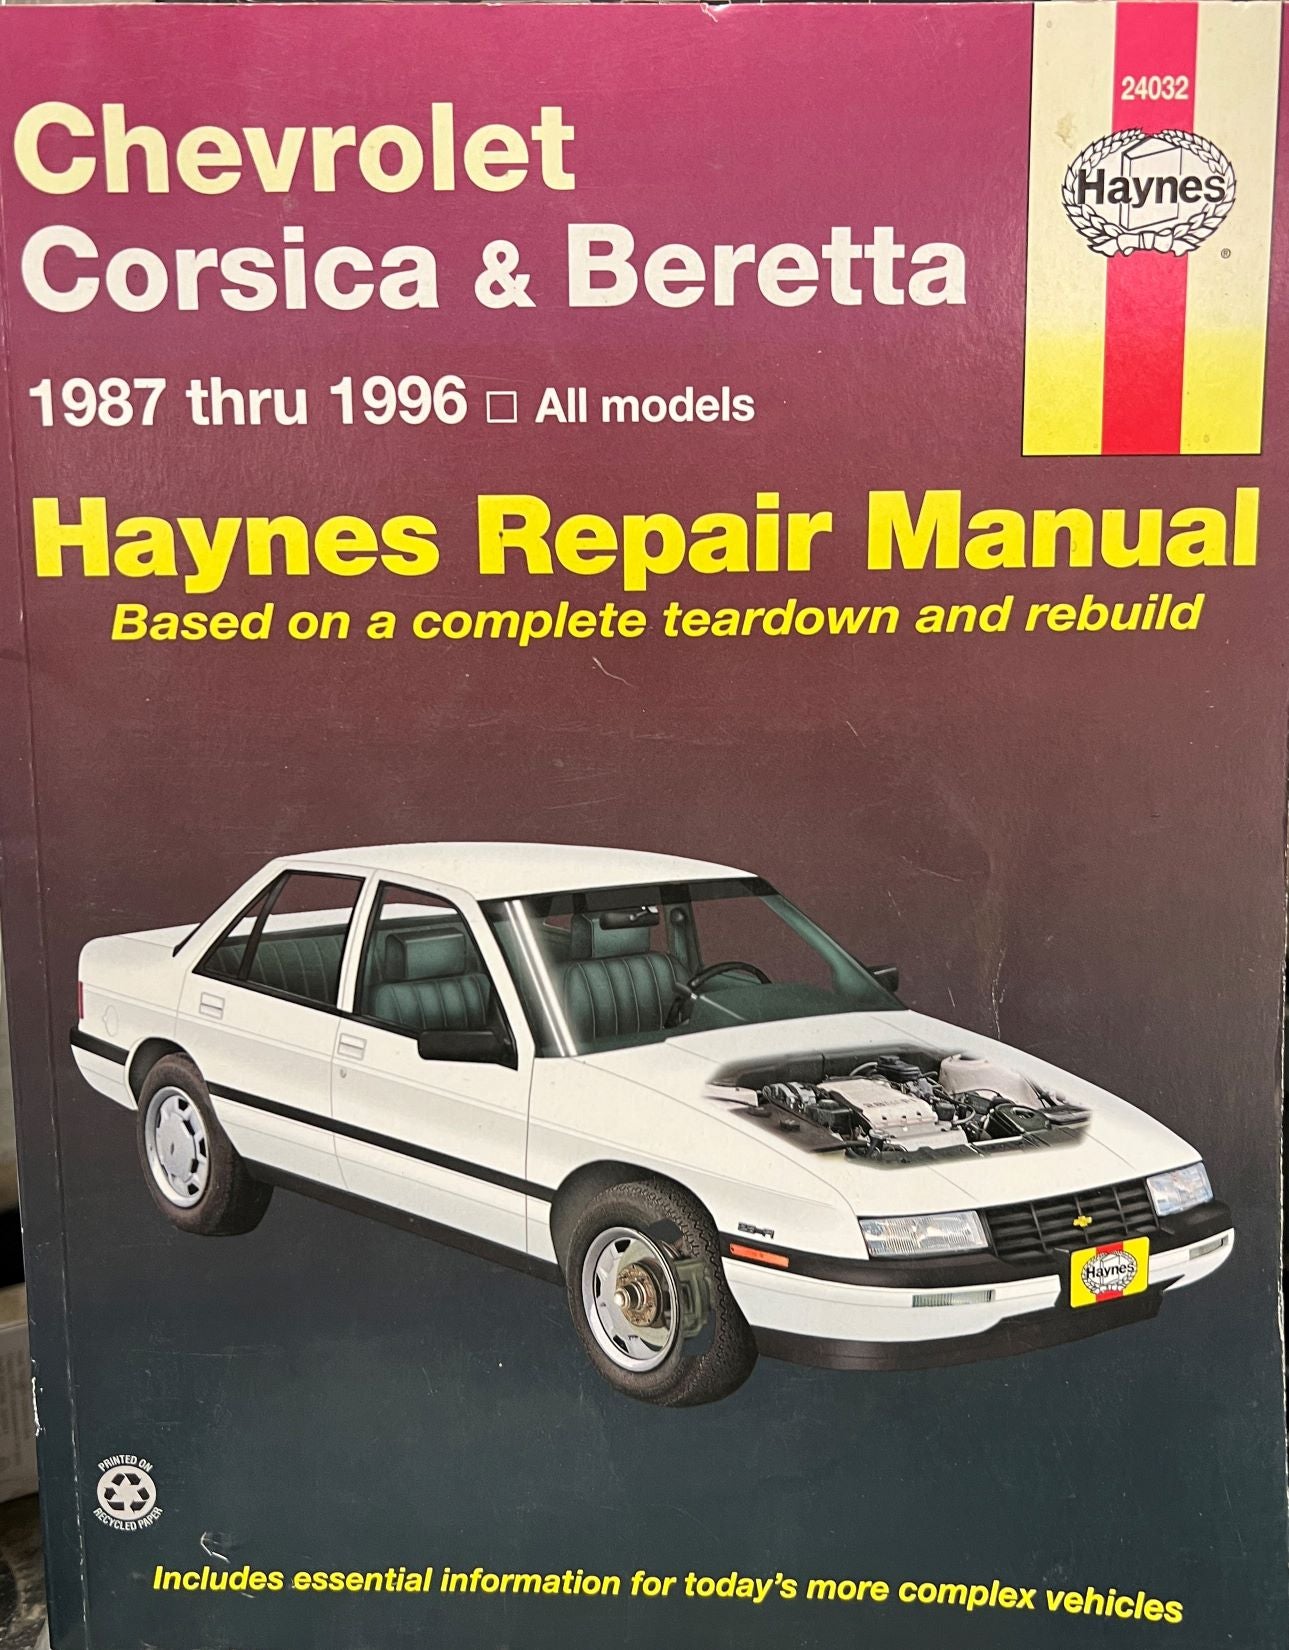 24032
Haynes
®
Chevrolet
Corsica & Beretta
1987 thru 1996 □ All models
Haynes Repair Manual
Based on a complete teardown and rebuild
Haynes
PRINTED ON
RECYCLED PAPER
Includes essential information for today's more complex vehicles